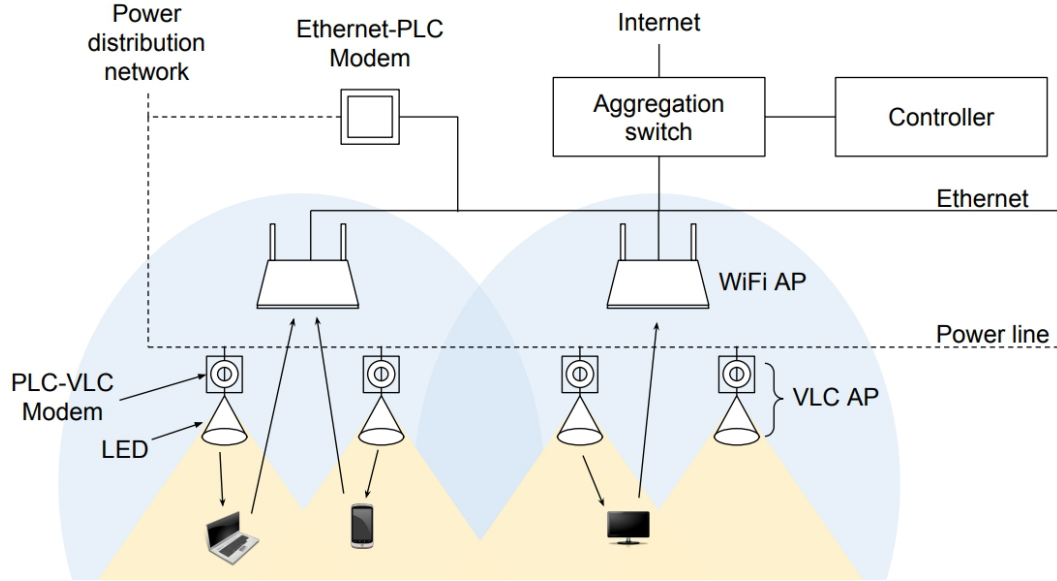 Power
distribution
network
Ethernet-PLC
Modem
Internet
Aggregation
switch
Controller
Ethernet
WiFi AP
Power line
PLC-VLC
Modem
VLC AP
LED